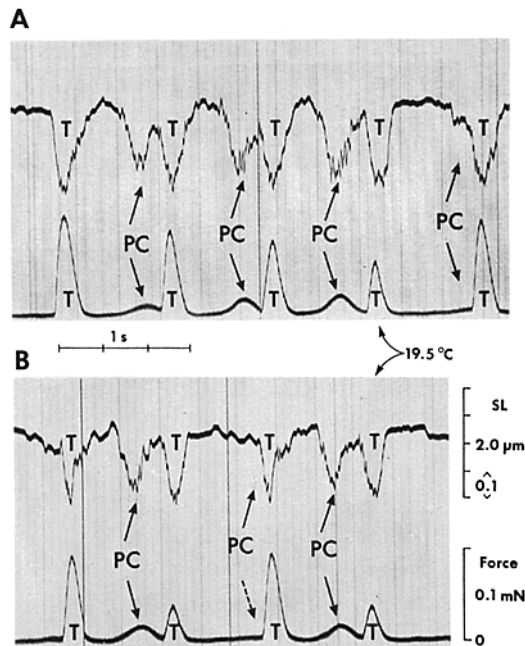 A
T T T T T
PC PC PC PC
T T T T T
1 s
19.5 °C
B
T T T T
SL
2.0 µm
0.1
PC PC PC
Force
0.1 mN
T T T T
0